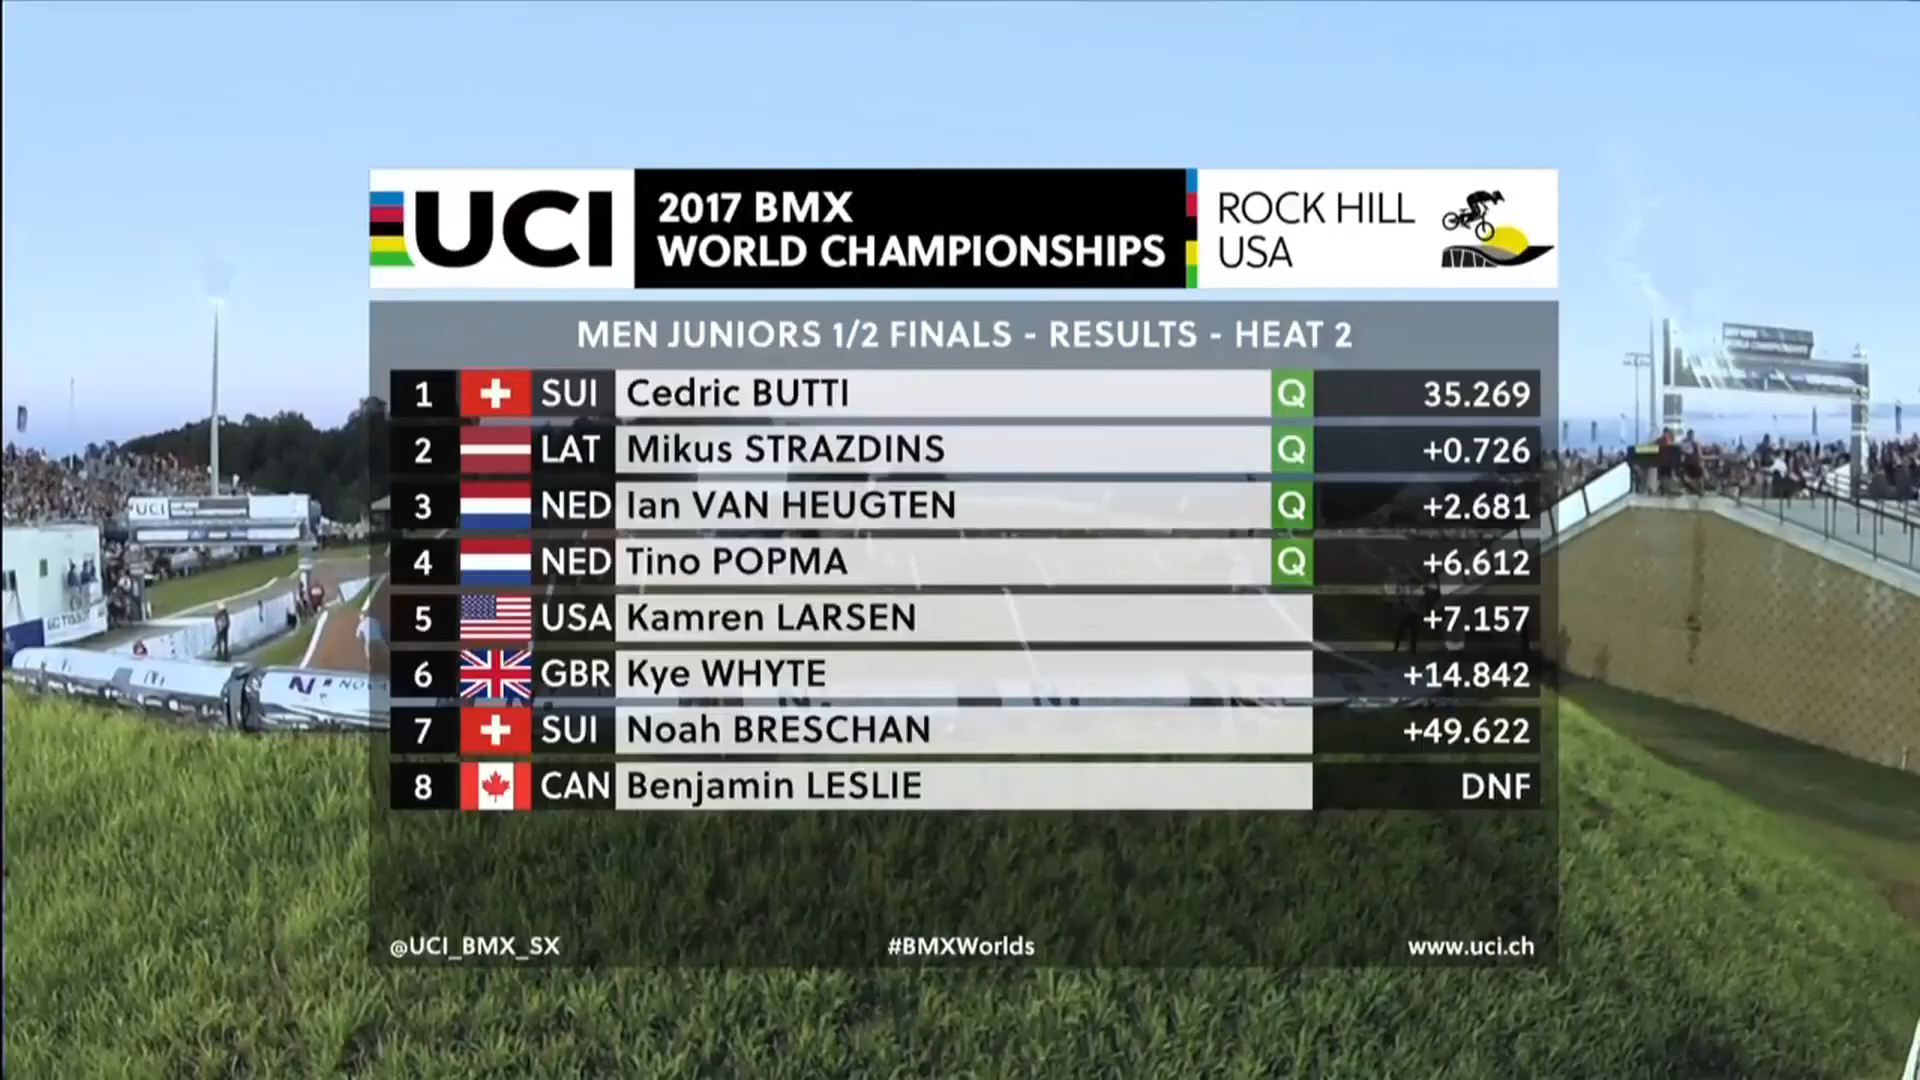 UCI
2017 BMX
WORLD CHAMPIONSHIPS
ROCK HILL
USA
MEN JUNIORS 1/2 FINALS - RESULTS - HEAT 2
1 SUI Cedric BUTTI Q 35.269
2 LAT Mikus STRAZDINS Q +0.726
3 NED Ian VAN HEUGTEN Q +2.681
4 NED Tino POPMA Q +6.612
5 USA Kamren LARSEN +7.157
6 GBR Kye WHYTE +14.842
7 SUI Noah BRESCHAN +49.622
8 CAN Benjamin LESLIE DNF
@UCI_BMX_SX #BMXWorlds www.uci.ch
UCI
TISSOT